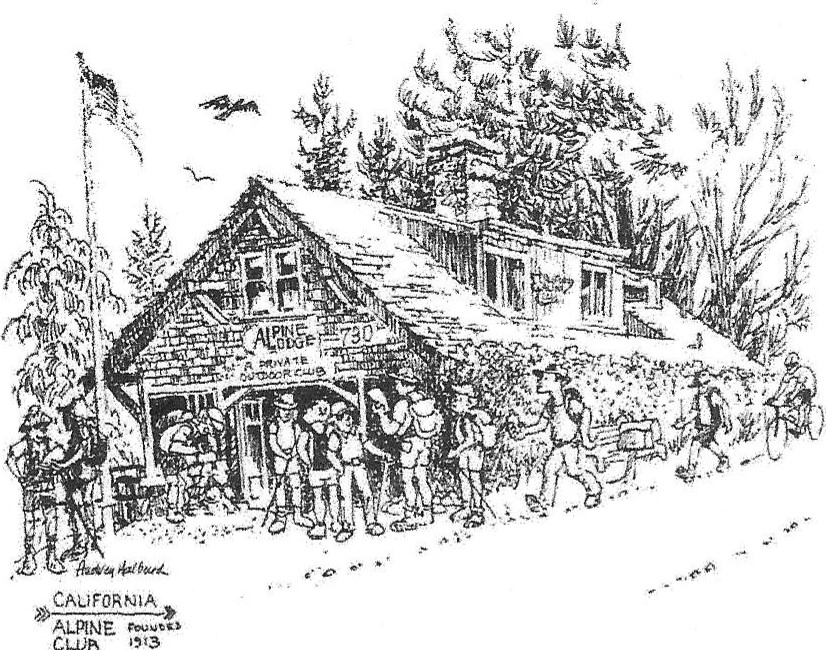 ALPINE
LODGE
730
A PRIVATE
OUTDOOR CLUB
CALIFORNIA
ALPINE FOUNDED
CLUB 1913